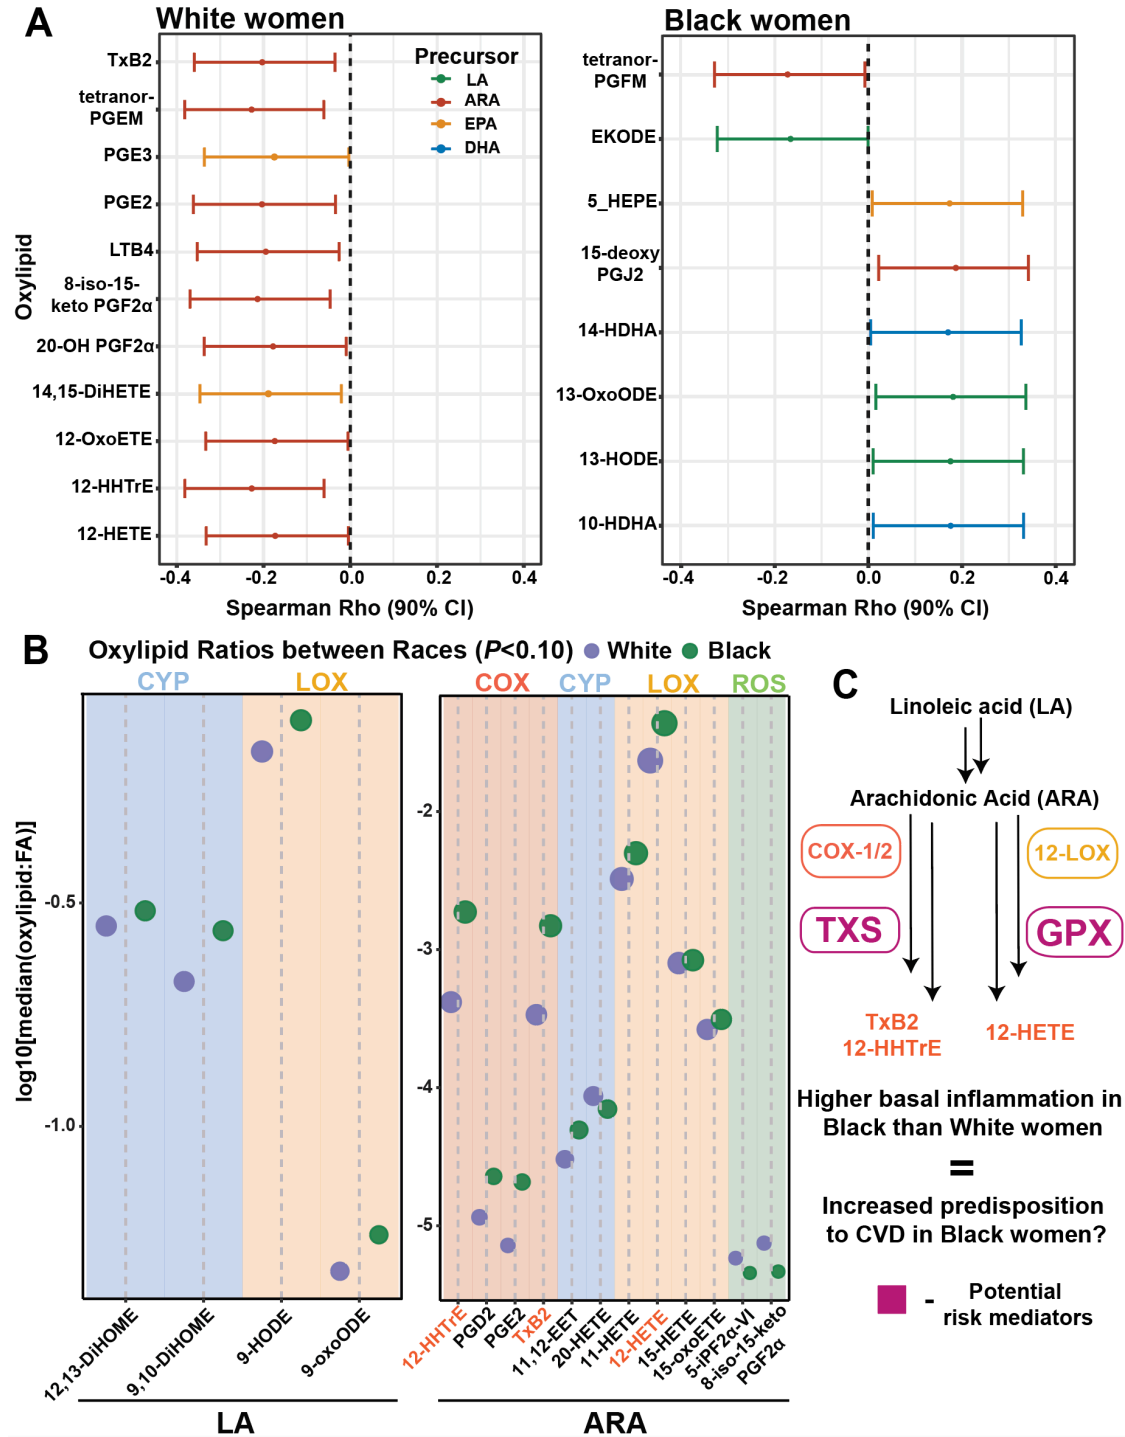 A
White women
Black women
Oxylipid
TxB2
tetranor-
PGEM
PGE3
PGE2
LTB4
8-iso-15-
keto PGF2α
20-OH PGF2α
14,15-DiHETE
12-OxoETE
12-HHTrE
12-HETE
Precursor
LA
ARA
EPA
DHA
-0.4
-0.2
0.0
0.2
0.4
Spearman Rho (90% CI)
tetranor-
PGFM
EKODE
5_HEPE
15-deoxy
PGJ2
14-HDHA
13-OxoODE
13-HODE
10-HDHA
-0.4
-0.2
0.0
0.2
0.4
Spearman Rho (90% CI)
B
Oxylipid Ratios between Races (P<0.10) White Black
CYP
LOX
COX
CYP
LOX
ROS
log10[median(oxylipid:FA)]
-0.5
-1.0
-2
-3
-4
-5
12,13-DiHOME
9,10-DiHOME
9-HODE
9-oxoODE
LA
12-HHTrE
PGD2
PGE2
TxB2
11,12-EET
20-HETE
11-HETE
12-HETE
15-HETE
15-oxoETE
5-iPF2α-VI
8-iso-15-keto
PGF2α
ARA
C
Linoleic acid (LA)
Arachidonic Acid (ARA)
COX-1/2
12-LOX
TXS
GPX
TxB2
12-HHTrE
12-HETE
Higher basal inflammation in
Black than White women
=
Increased predisposition
to CVD in Black women?
- Potential
risk mediators